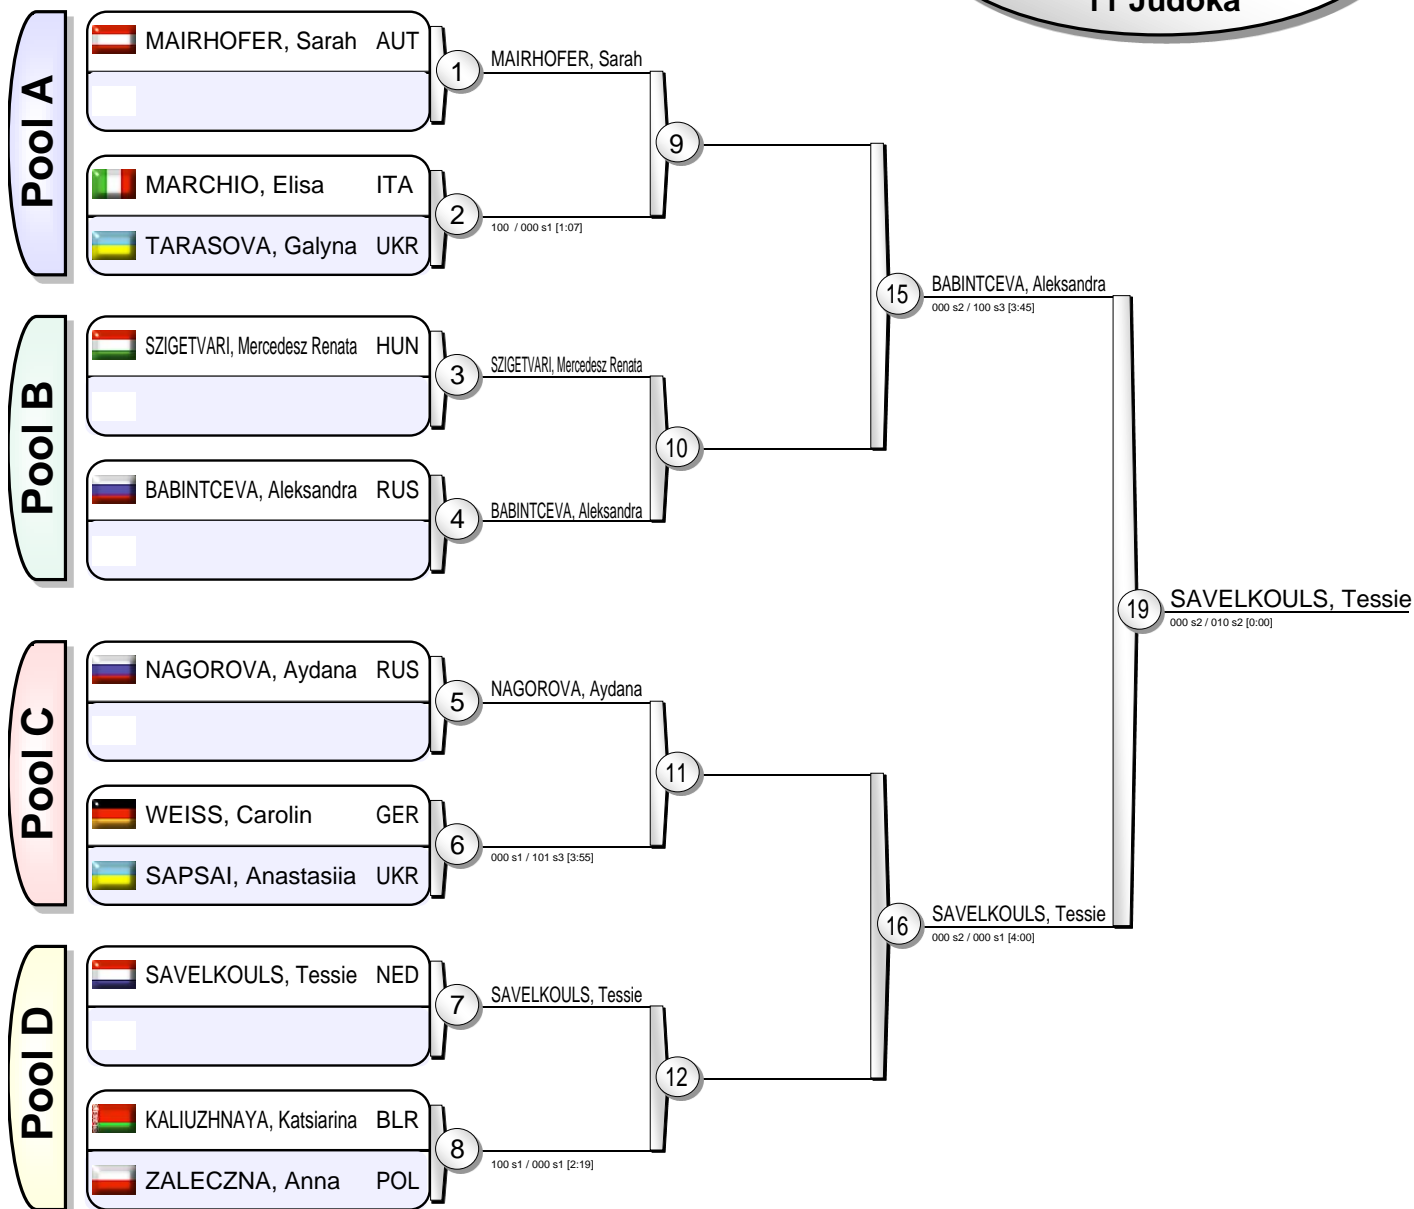 11 Judoka
Pool A
MAIRHOFER, Sarah AUT
1
MAIRHOFER, Sarah
9
MARCHIO, Elisa ITA
2
100 / 000 s1 [1:07]
TARASOVA, Galyna UKR
15
BABINTCEVA, Aleksandra
000 s2 / 100 s3 [3:45]
Pool B
SZIGETVARI, Mercedesz Renata HUN
3
SZIGETVARI, Mercedesz Renata
10
BABINTCEVA, Aleksandra RUS
4
BABINTCEVA, Aleksandra
19
SAVELKOULS, Tessie
000 s2 / 010 s2 [0:00]
Pool C
NAGOROVA, Aydana RUS
5
NAGOROVA, Aydana
11
WEISS, Carolin GER
6
000 s1 / 101 s3 [3:55]
SAPSAI, Anastasiia UKR
16
SAVELKOULS, Tessie
000 s2 / 000 s1 [4:00]
Pool D
SAVELKOULS, Tessie NED
7
SAVELKOULS, Tessie
12
KALIUZHNAYA, Katsiarina BLR
8
100 s1 / 000 s1 [2:19]
ZALECZNA, Anna POL